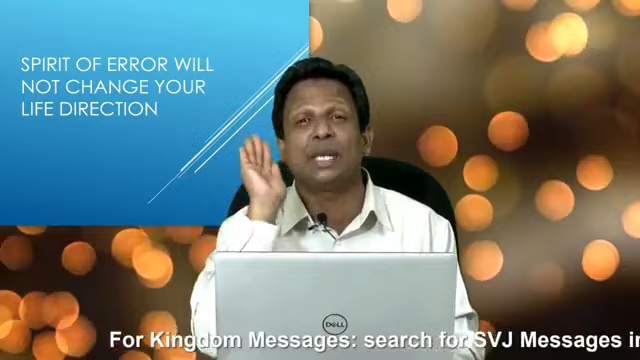 SPIRIT OF ERROR WILL
NOT CHANGE YOUR
LIFE DIRECTION
DELL
For Kingdom Messages: search for SVJ Messages in